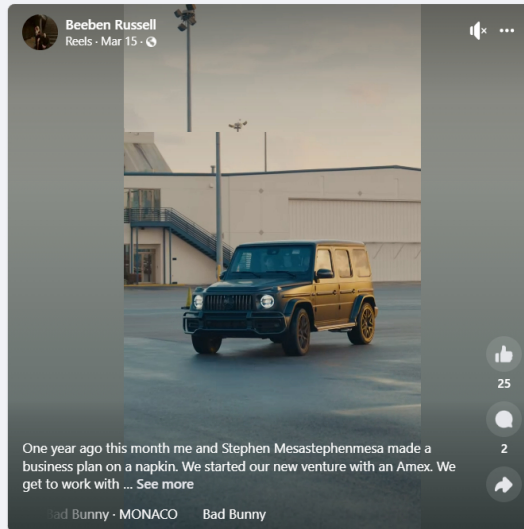 Beeben Russell
Reels · Mar 15 ·
One year ago this month me and Stephen Mesastephenmesa made a
business plan on a napkin. We started our new venture with an Amex. We
get to work with ... See more
Bad Bunny · MONACO Bad Bunny
25
2